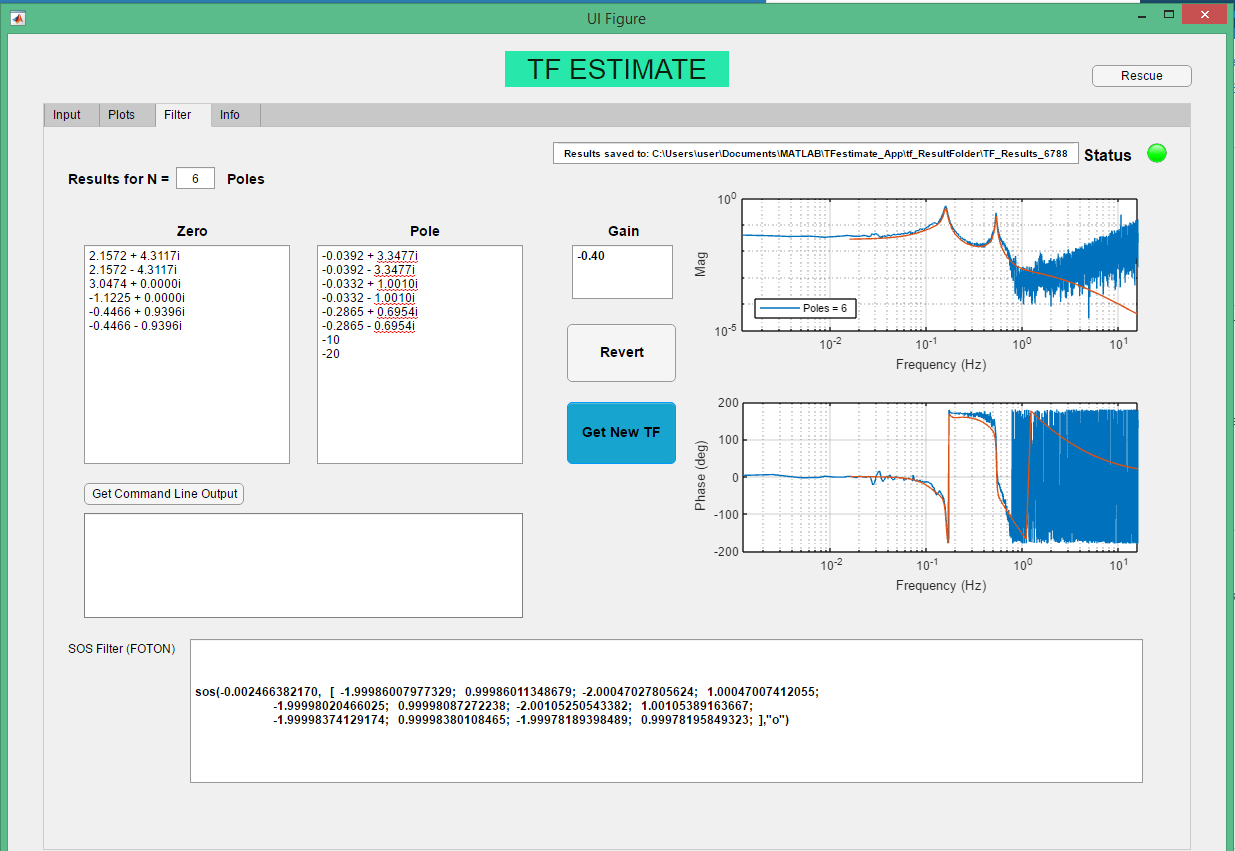 UI Figure
TF ESTIMATE
Rescue
Input Plots Filter Info
Results saved to: C:\Users\user\Documents\MATLAB\TFestimate_App\tf_ResultFolder\TF_Results_6788 Status
Results for N = 6 Poles
Zero Pole Gain
2.1572 + 4.3117i
2.1572 - 4.3117i
3.0474 + 0.0000i
-1.1225 + 0.0000i
-0.4466 + 0.9396i
-0.4466 - 0.9396i
-0.0392 + 3.3477i
-0.0392 - 3.3477i
-0.0332 + 1.0010i
-0.0332 - 1.0010i
-0.2865 + 0.6954i
-0.2865 - 0.6954i
-10
-20
-0.40
Revert
Get New TF
10^0
Mag
10^-5
Poles = 6
10^-2 10^-1 10^0 10^1
Frequency (Hz)
200
100
0
-100
-200
Phase (deg)
10^-2 10^-1 10^0 10^1
Frequency (Hz)
Get Command Line Output
SOS Filter (FOTON)
sos(-0.002466382170, [ -1.99986007977329; 0.99986011348679; -2.00047027805624; 1.00047007412055;
-1.99998020466025; 0.99998087272238; -2.00105250543382; 1.00105389163667;
-1.99998374129174; 0.99998380108465; -1.99978189398489; 0.99978195849323; ],"o")